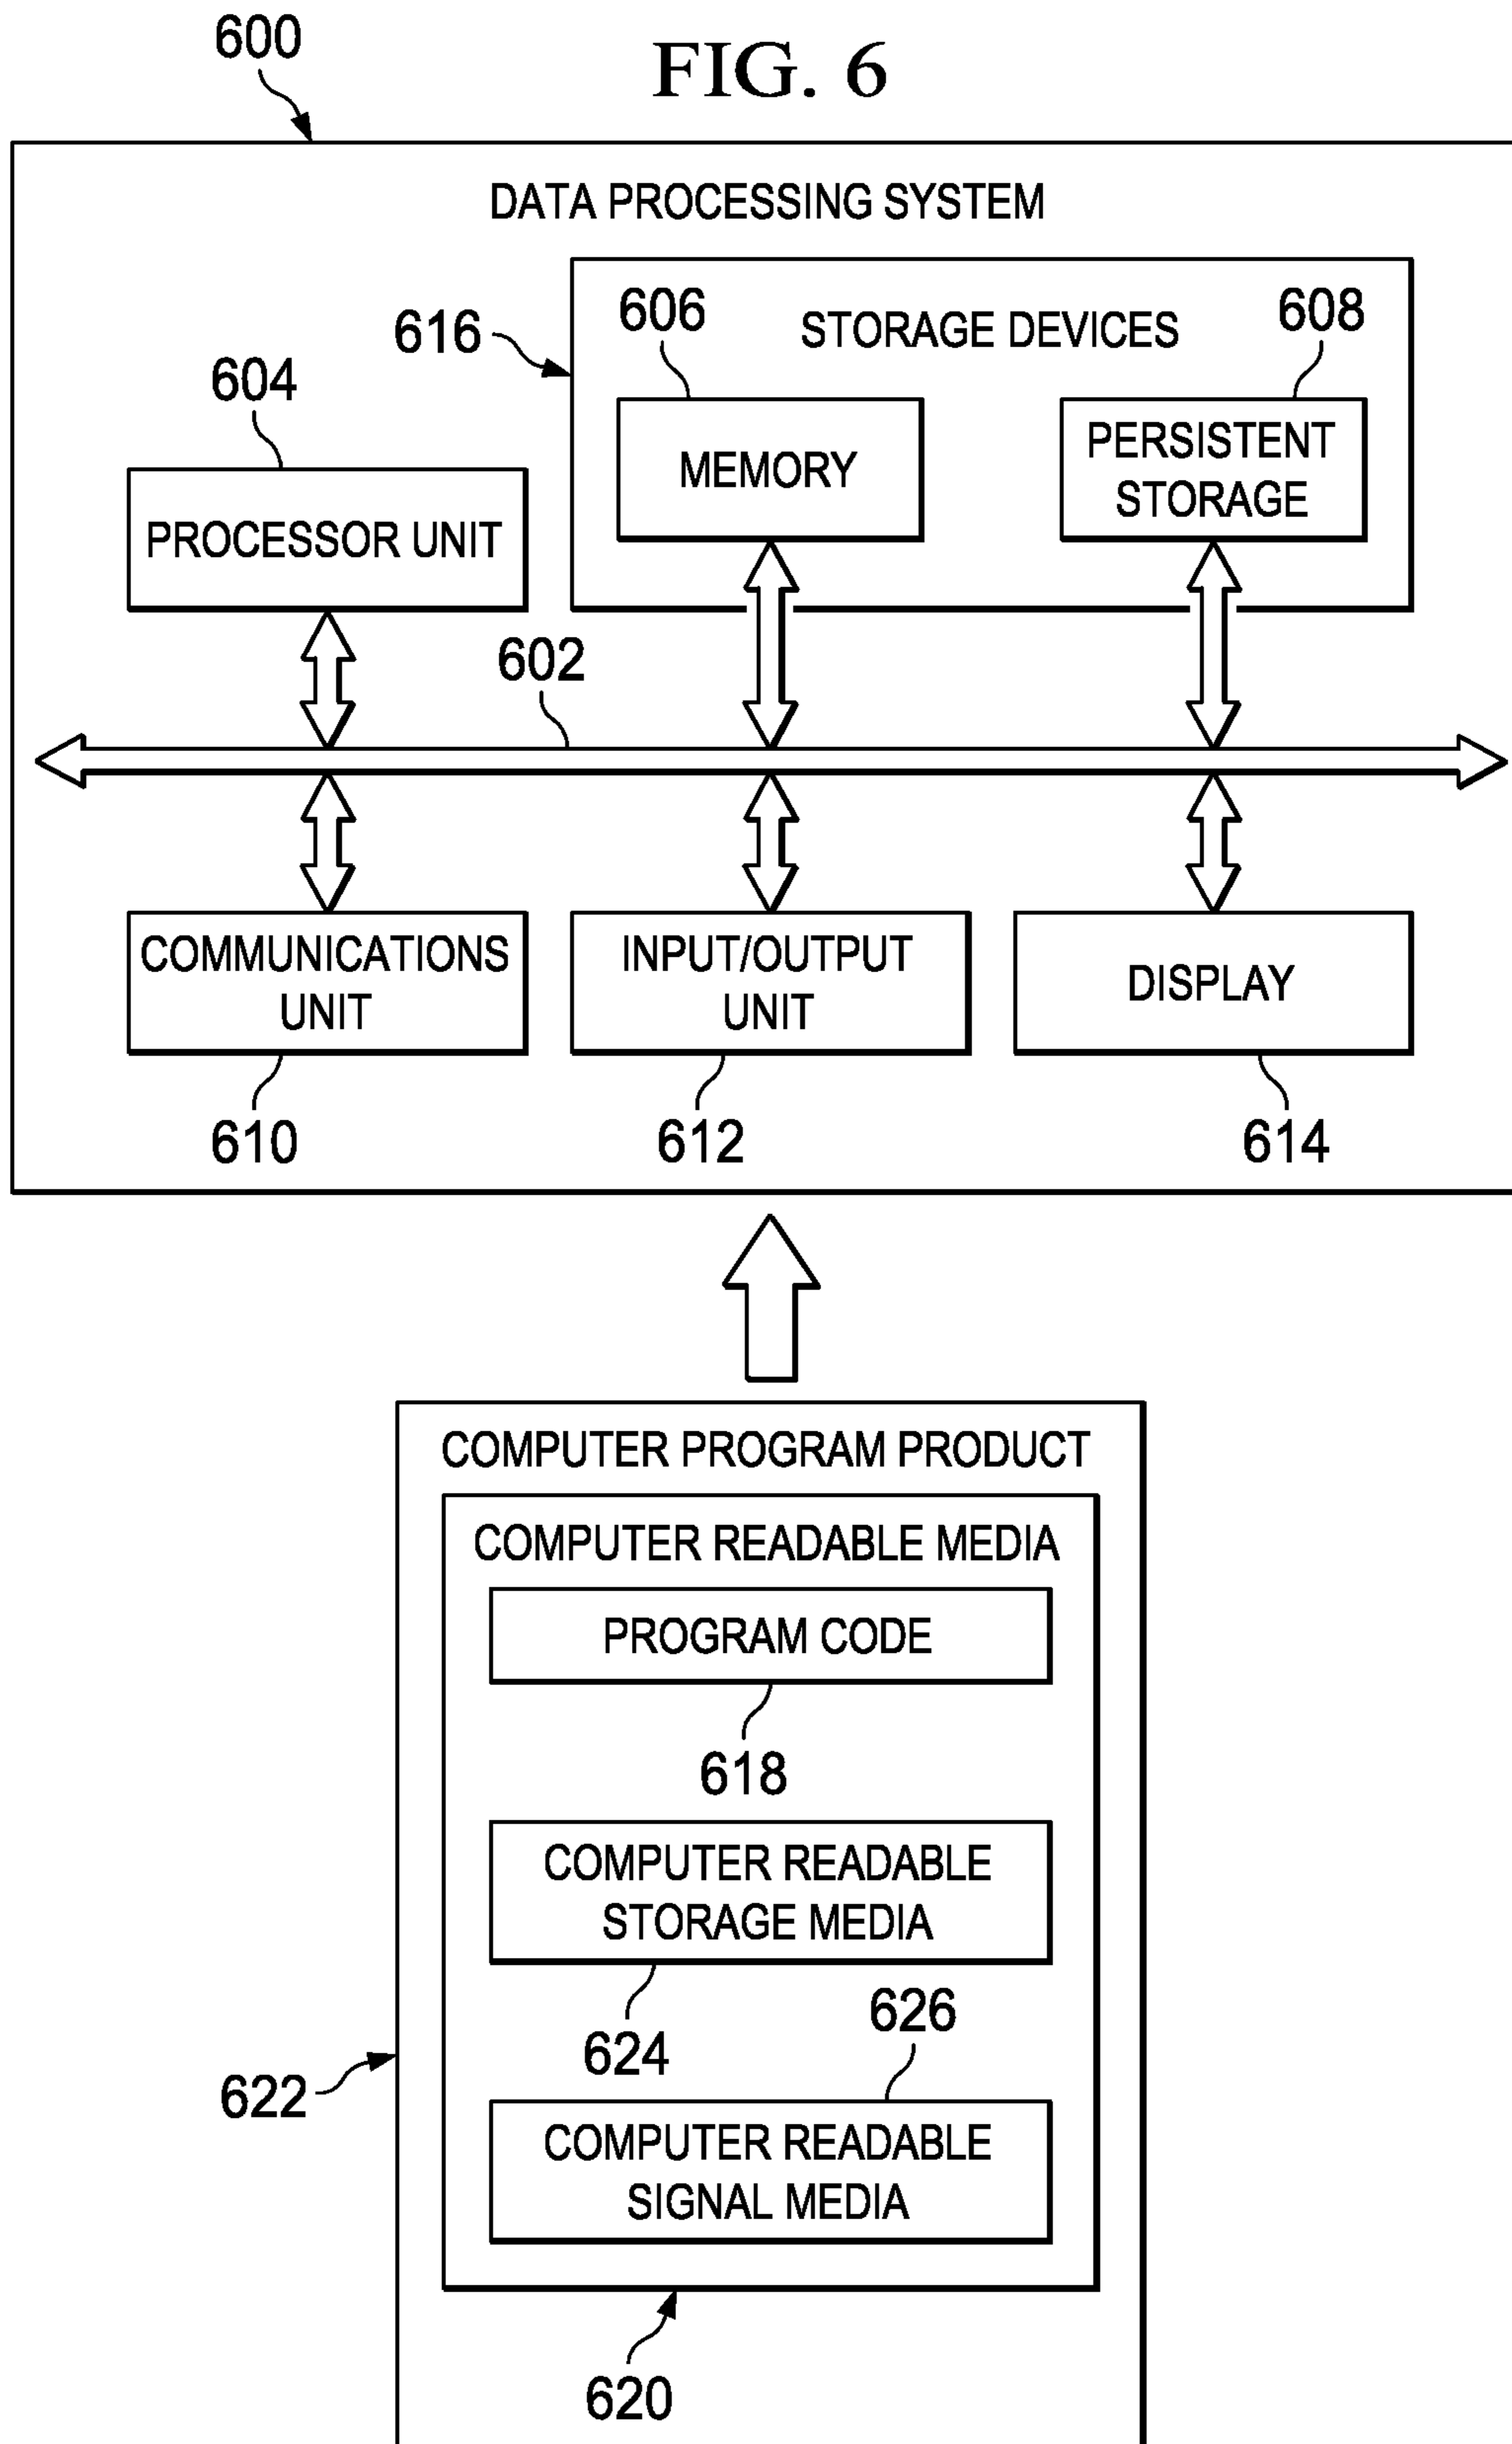 600
FIG. 6
DATA PROCESSING SYSTEM
616
606
STORAGE DEVICES
608
604
MEMORY
PERSISTENT
STORAGE
PROCESSOR UNIT
602
COMMUNICATIONS
UNIT
INPUT/OUTPUT
UNIT
DISPLAY
610
612
614
COMPUTER PROGRAM PRODUCT
COMPUTER READABLE MEDIA
PROGRAM CODE
618
COMPUTER READABLE
STORAGE MEDIA
624
626
622
COMPUTER READABLE
SIGNAL MEDIA
620